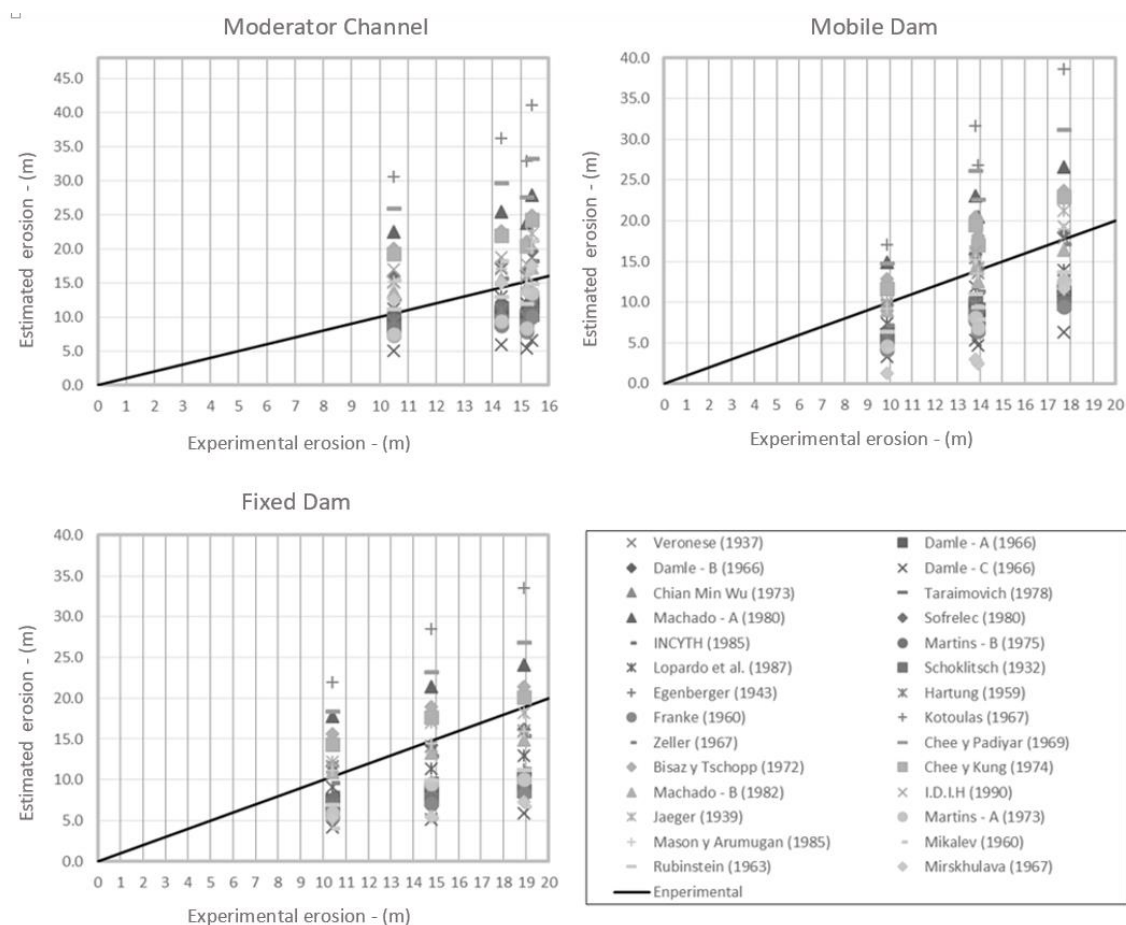 Moderator Channel
Estimated erosion - (m)
45.0
40.0
35.0
30.0
25.0
20.0
15.0
10.0
5.0
0.0
0 1 2 3 4 5 6 7 8 9 10 11 12 13 14 15 16
Experimental erosion - (m)
Mobile Dam
Estimated erosion - (m)
40.0
35.0
30.0
25.0
20.0
15.0
10.0
5.0
0.0
0 1 2 3 4 5 6 7 8 9 10 11 12 13 14 15 16 17 18 19 20
Experimental erosion - (m)
Fixed Dam
Estimated erosion - (m)
40.0
35.0
30.0
25.0
20.0
15.0
10.0
5.0
0.0
0 1 2 3 4 5 6 7 8 9 10 11 12 13 14 15 16 17 18 19 20
Experimental erosion - (m)
Veronese (1937) Damle - A (1966)
Damle - B (1966) Damle - C (1966)
Chian Min Wu (1973) Taraimovich (1978)
Machado - A (1980) Sofrelec (1980)
INCYTH (1985) Martins - B (1975)
Lopardo et al. (1987) Schoklitsch (1932)
Egenberger (1943) Hartung (1959)
Franke (1960) Kotoulas (1967)
Zeller (1967) Chee y Padiyar (1969)
Bisaz y Tschopp (1972) Chee y Kung (1974)
Machado - B (1982) I.D.I.H (1990)
Jaeger (1939) Martins - A (1973)
Mason y Arumugan (1985) Mikalev (1960)
Rubinstein (1963) Mirskhulava (1967)
Enperimental